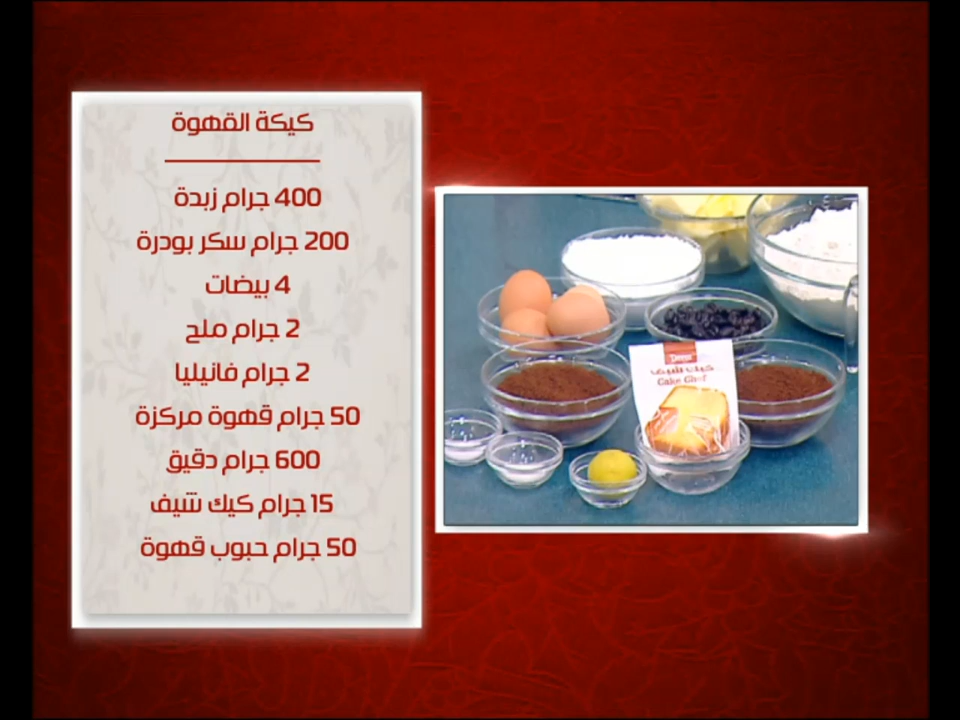 كيكة القهوة
400 جرام زبدة
200 جرام سكر بودرة
4 بيضات
2 جرام ملح
2 جرام فانيليا
50 جرام قهوة مركزة
600 جرام دقيق
15 جرام كيك شيف
50 جرام حبوب قهوة
Dreem
كيك شيف
Cake Chef